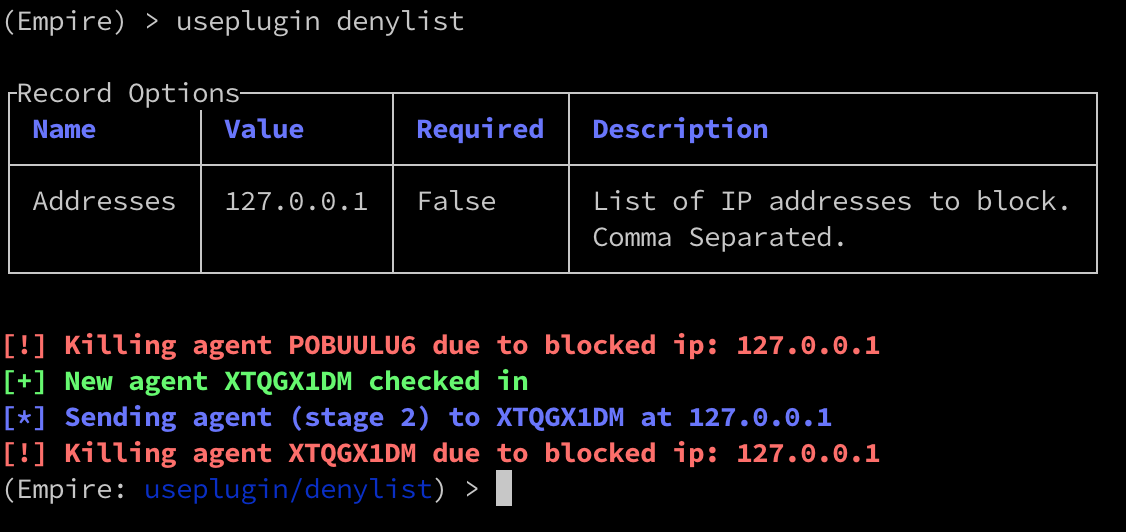 (Empire) > useplugin denylist
Record Options
Name Value Required Description
Addresses 127.0.0.1 False List of IP addresses to block.
Comma Separated.
[!] Killing agent POBUULU6 due to blocked ip: 127.0.0.1
[+] New agent XTQGX1DM checked in
[*] Sending agent (stage 2) to XTQGX1DM at 127.0.0.1
[!] Killing agent XTQGX1DM due to blocked ip: 127.0.0.1
(Empire: useplugin/denylist) >